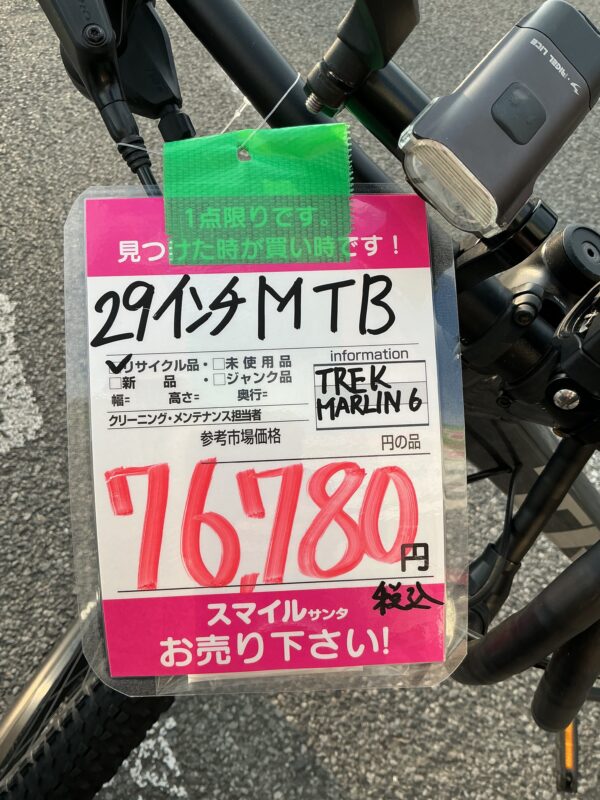 RIGEL LITE
1点限りです。
見つけた時が買い時です！
29インチMTB
リサイクル品・未使用品
information
新品・ジャンク品
TREK
MARLIN 6
幅= 高さ= 奥行=
クリーニング・メンテナンス担当者
参考市場価格 円の品
76,780円
税込
スマイルサンタ
お売り下さい!